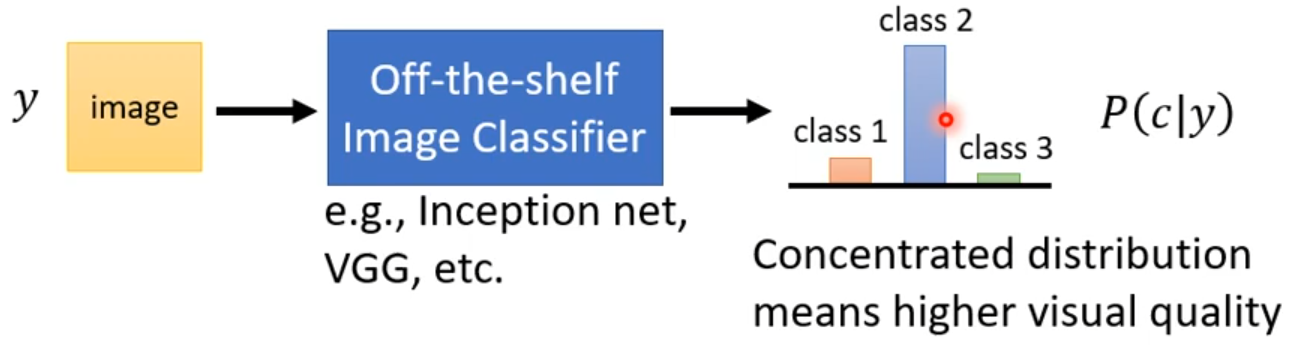 y
image
Off-the-shelf
Image Classifier
e.g., Inception net,
VGG, etc.
class 1
class 2
class 3
P(c|y)
Concentrated distribution
means higher visual quality